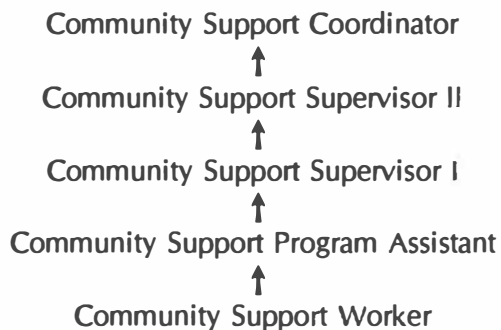 Community Support Coordinator
Community Support Supervisor II
Community Support Supervisor I
Community Support Program Assistant
Community Support Worker